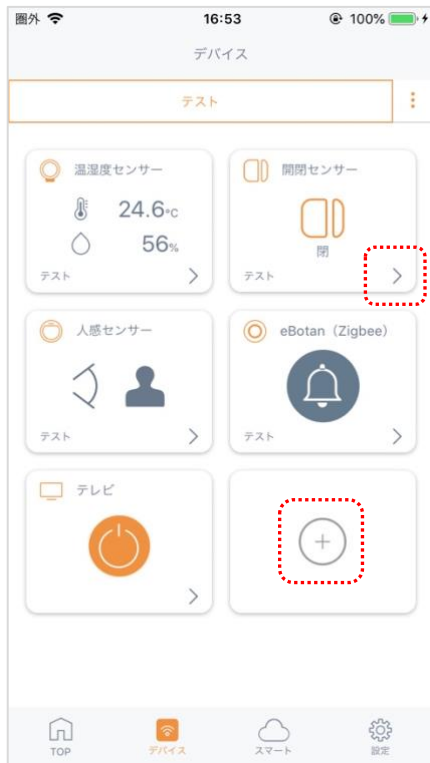 圏外 16:53 100%
デバイス
テスト
温湿度センサー
24.6°C
56%
テスト
開閉センサー
閉
テスト
人感センサー
テスト
eBotan（Zigbee）
テスト
テレビ
TOP デバイス スマート 設定